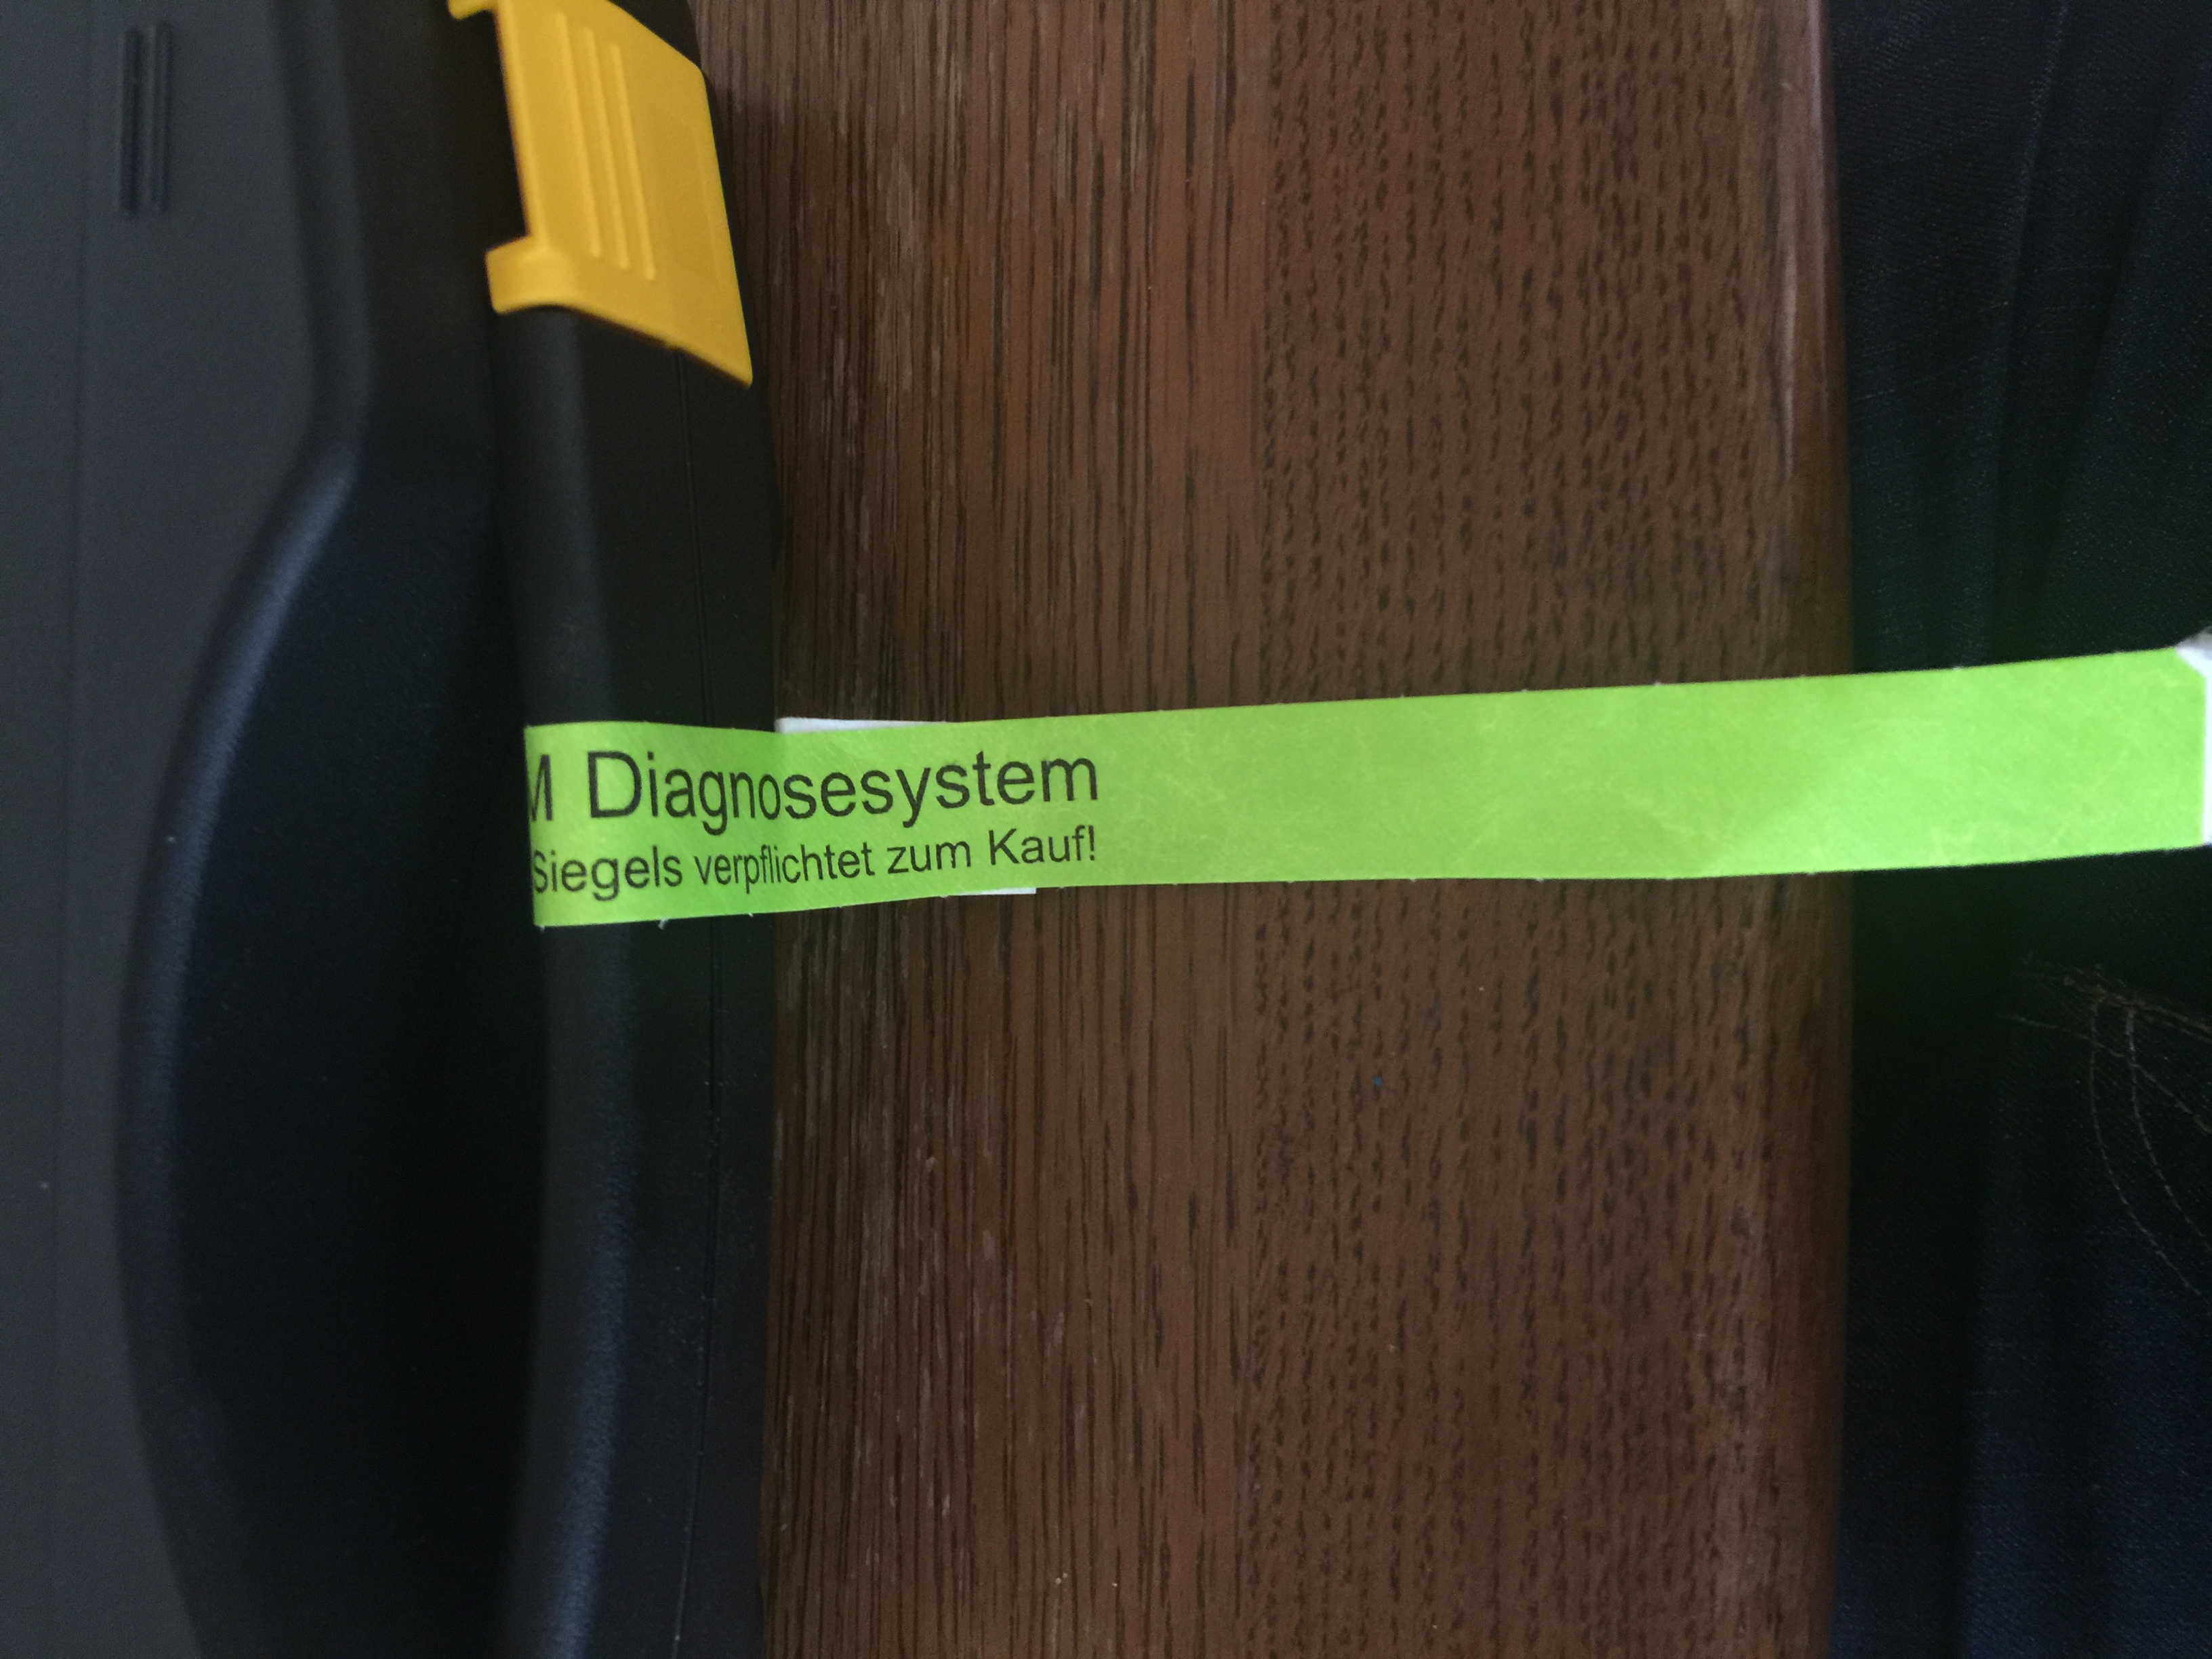 M Diagnosesystem
Siegels verpflichtet zum Kauf!